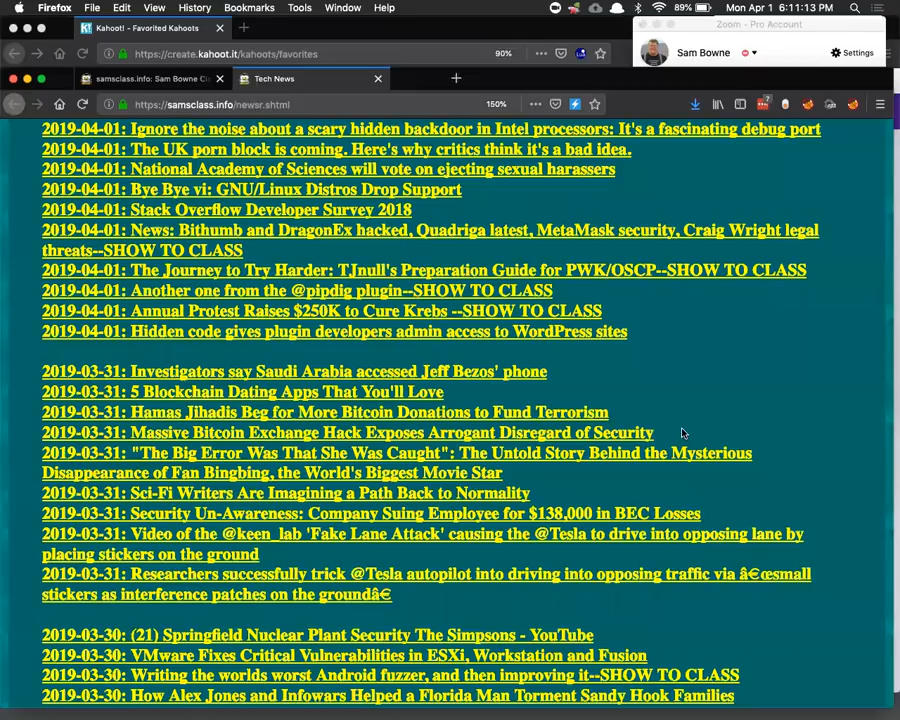 Firefox File Edit View History Bookmarks Tools Window Help 89% Mon Apr 1 6:11:13 PM
Kahoot! - Favorited Kahoots
Zoom - Pro Account
https://create.kahoot.it/kahoots/favorites 90%
Sam Bowne Settings
samsclass.info: Sam Bowne Tech News
https://samsclass.info/newsr.shtml 150%
2019-04-01: Ignore the noise about a scary hidden backdoor in Intel processors: It's a fascinating debug port
2019-04-01: The UK porn block is coming. Here's why critics think it's a bad idea.
2019-04-01: National Academy of Sciences will vote on ejecting sexual harassers
2019-04-01: Bye Bye vi: GNU/Linux Distros Drop Support
2019-04-01: Stack Overflow Developer Survey 2018
2019-04-01: News: Bithumb and DragonEx hacked, Quadriga latest, MetaMask security, Craig Wright legal
threats--SHOW TO CLASS
2019-04-01: The Journey to Try Harder: TJnull's Preparation Guide for PWK/OSCP--SHOW TO CLASS
2019-04-01: Another one from the @pipdig plugin--SHOW TO CLASS
2019-04-01: Annual Protest Raises $250K to Cure Krebs --SHOW TO CLASS
2019-04-01: Hidden code gives plugin developers admin access to WordPress sites
2019-03-31: Investigators say Saudi Arabia accessed Jeff Bezos' phone
2019-03-31: 5 Blockchain Dating Apps That You'll Love
2019-03-31: Hamas Jihadis Beg for More Bitcoin Donations to Fund Terrorism
2019-03-31: Massive Bitcoin Exchange Hack Exposes Arrogant Disregard of Security
2019-03-31: "The Big Error Was That She Was Caught": The Untold Story Behind the Mysterious
Disappearance of Fan Bingbing, the World's Biggest Movie Star
2019-03-31: Sci-Fi Writers Are Imagining a Path Back to Normality
2019-03-31: Security Un-Awareness: Company Suing Employee for $138,000 in BEC Losses
2019-03-31: Video of the @keen_lab 'Fake Lane Attack' causing the @Tesla to drive into opposing lane by
placing stickers on the ground
2019-03-31: Researchers successfully trick @Tesla autopilot into driving into opposing traffic via â€œsmall
stickers as interference patches on the groundâ€
2019-03-30: (21) Springfield Nuclear Plant Security The Simpsons - YouTube
2019-03-30: VMware Fixes Critical Vulnerabilities in ESXi, Workstation and Fusion
2019-03-30: Writing the worlds worst Android fuzzer, and then improving it--SHOW TO CLASS
2019-03-30: How Alex Jones and Infowars Helped a Florida Man Torment Sandy Hook Families